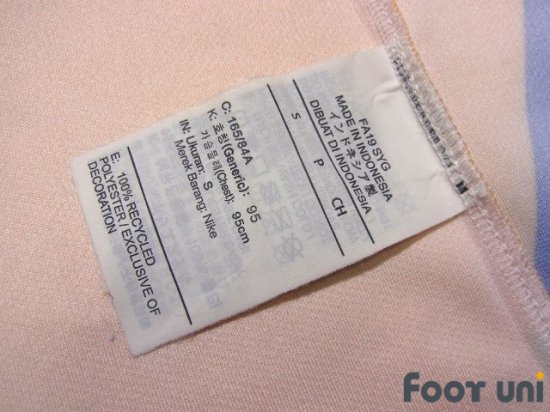 FA19 SYG
MADE IN INDONESIA
インドネシア製
DIBUAT DI INDONESIA
S P CH
C: 165/84A
K: 호칭(Generic): 95
가슴둘레(Chest): 95cm
IN: Ukuran: S
Merek Barang: Nike
E: 100% RECYCLED
POLYESTER / EXCLUSIVE OF
DECORATION
M
FOOT uni